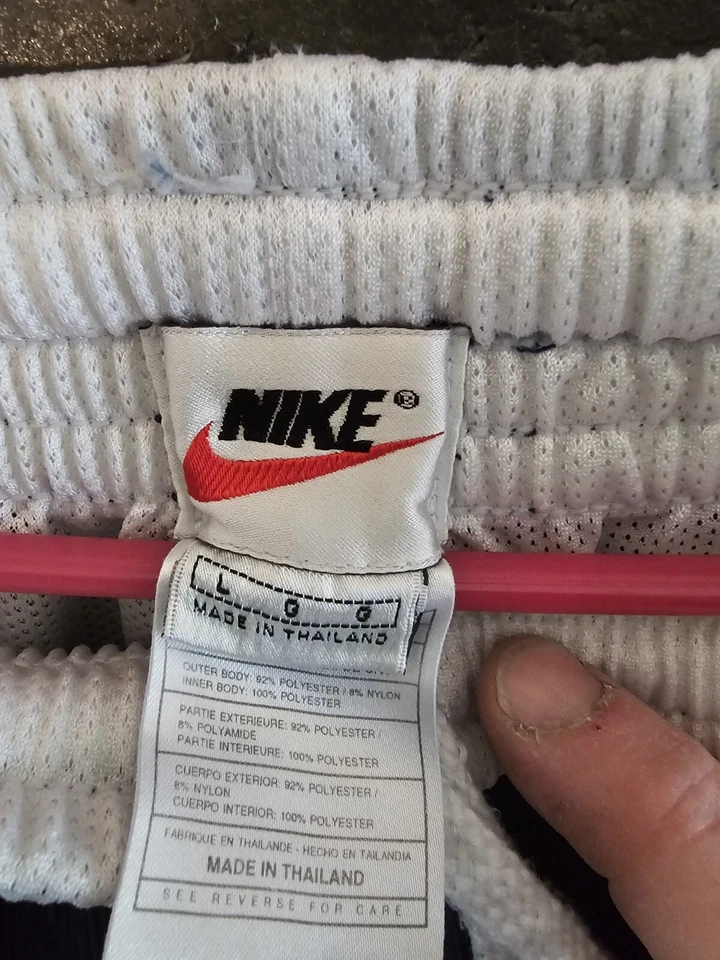 NIKE®
L G G
MADE IN THAILAND
OUTER BODY: 92% POLYESTER / 8% NYLON
INNER BODY: 100% POLYESTER
PARTIE EXTERIEURE: 92% POLYESTER /
8% POLYAMIDE
PARTIE INTERIEURE: 100% POLYESTER
CUERPO EXTERIOR: 92% POLYESTER /
8% NYLON
CUERPO INTERIOR: 100% POLYESTER
FABRIQUE EN THAILANDE - HECHO EN TAILANDIA
MADE IN THAILAND
SEE REVERSE FOR CARE